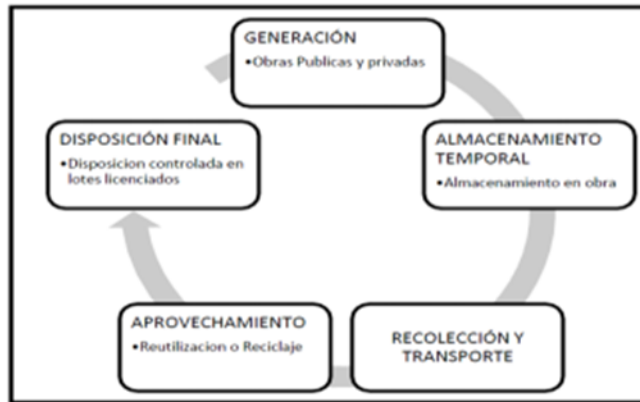 GENERACIÓN
•Obras Publicas y privadas
ALMACENAMIENTO
TEMPORAL
•Almacenamiento en obra
RECOLECCIÓN Y
TRANSPORTE
APROVECHAMIENTO
•Reutilizacion o Reciclaje
DISPOSICIÓN FINAL
•Disposicion controlada en
lotes licenciados